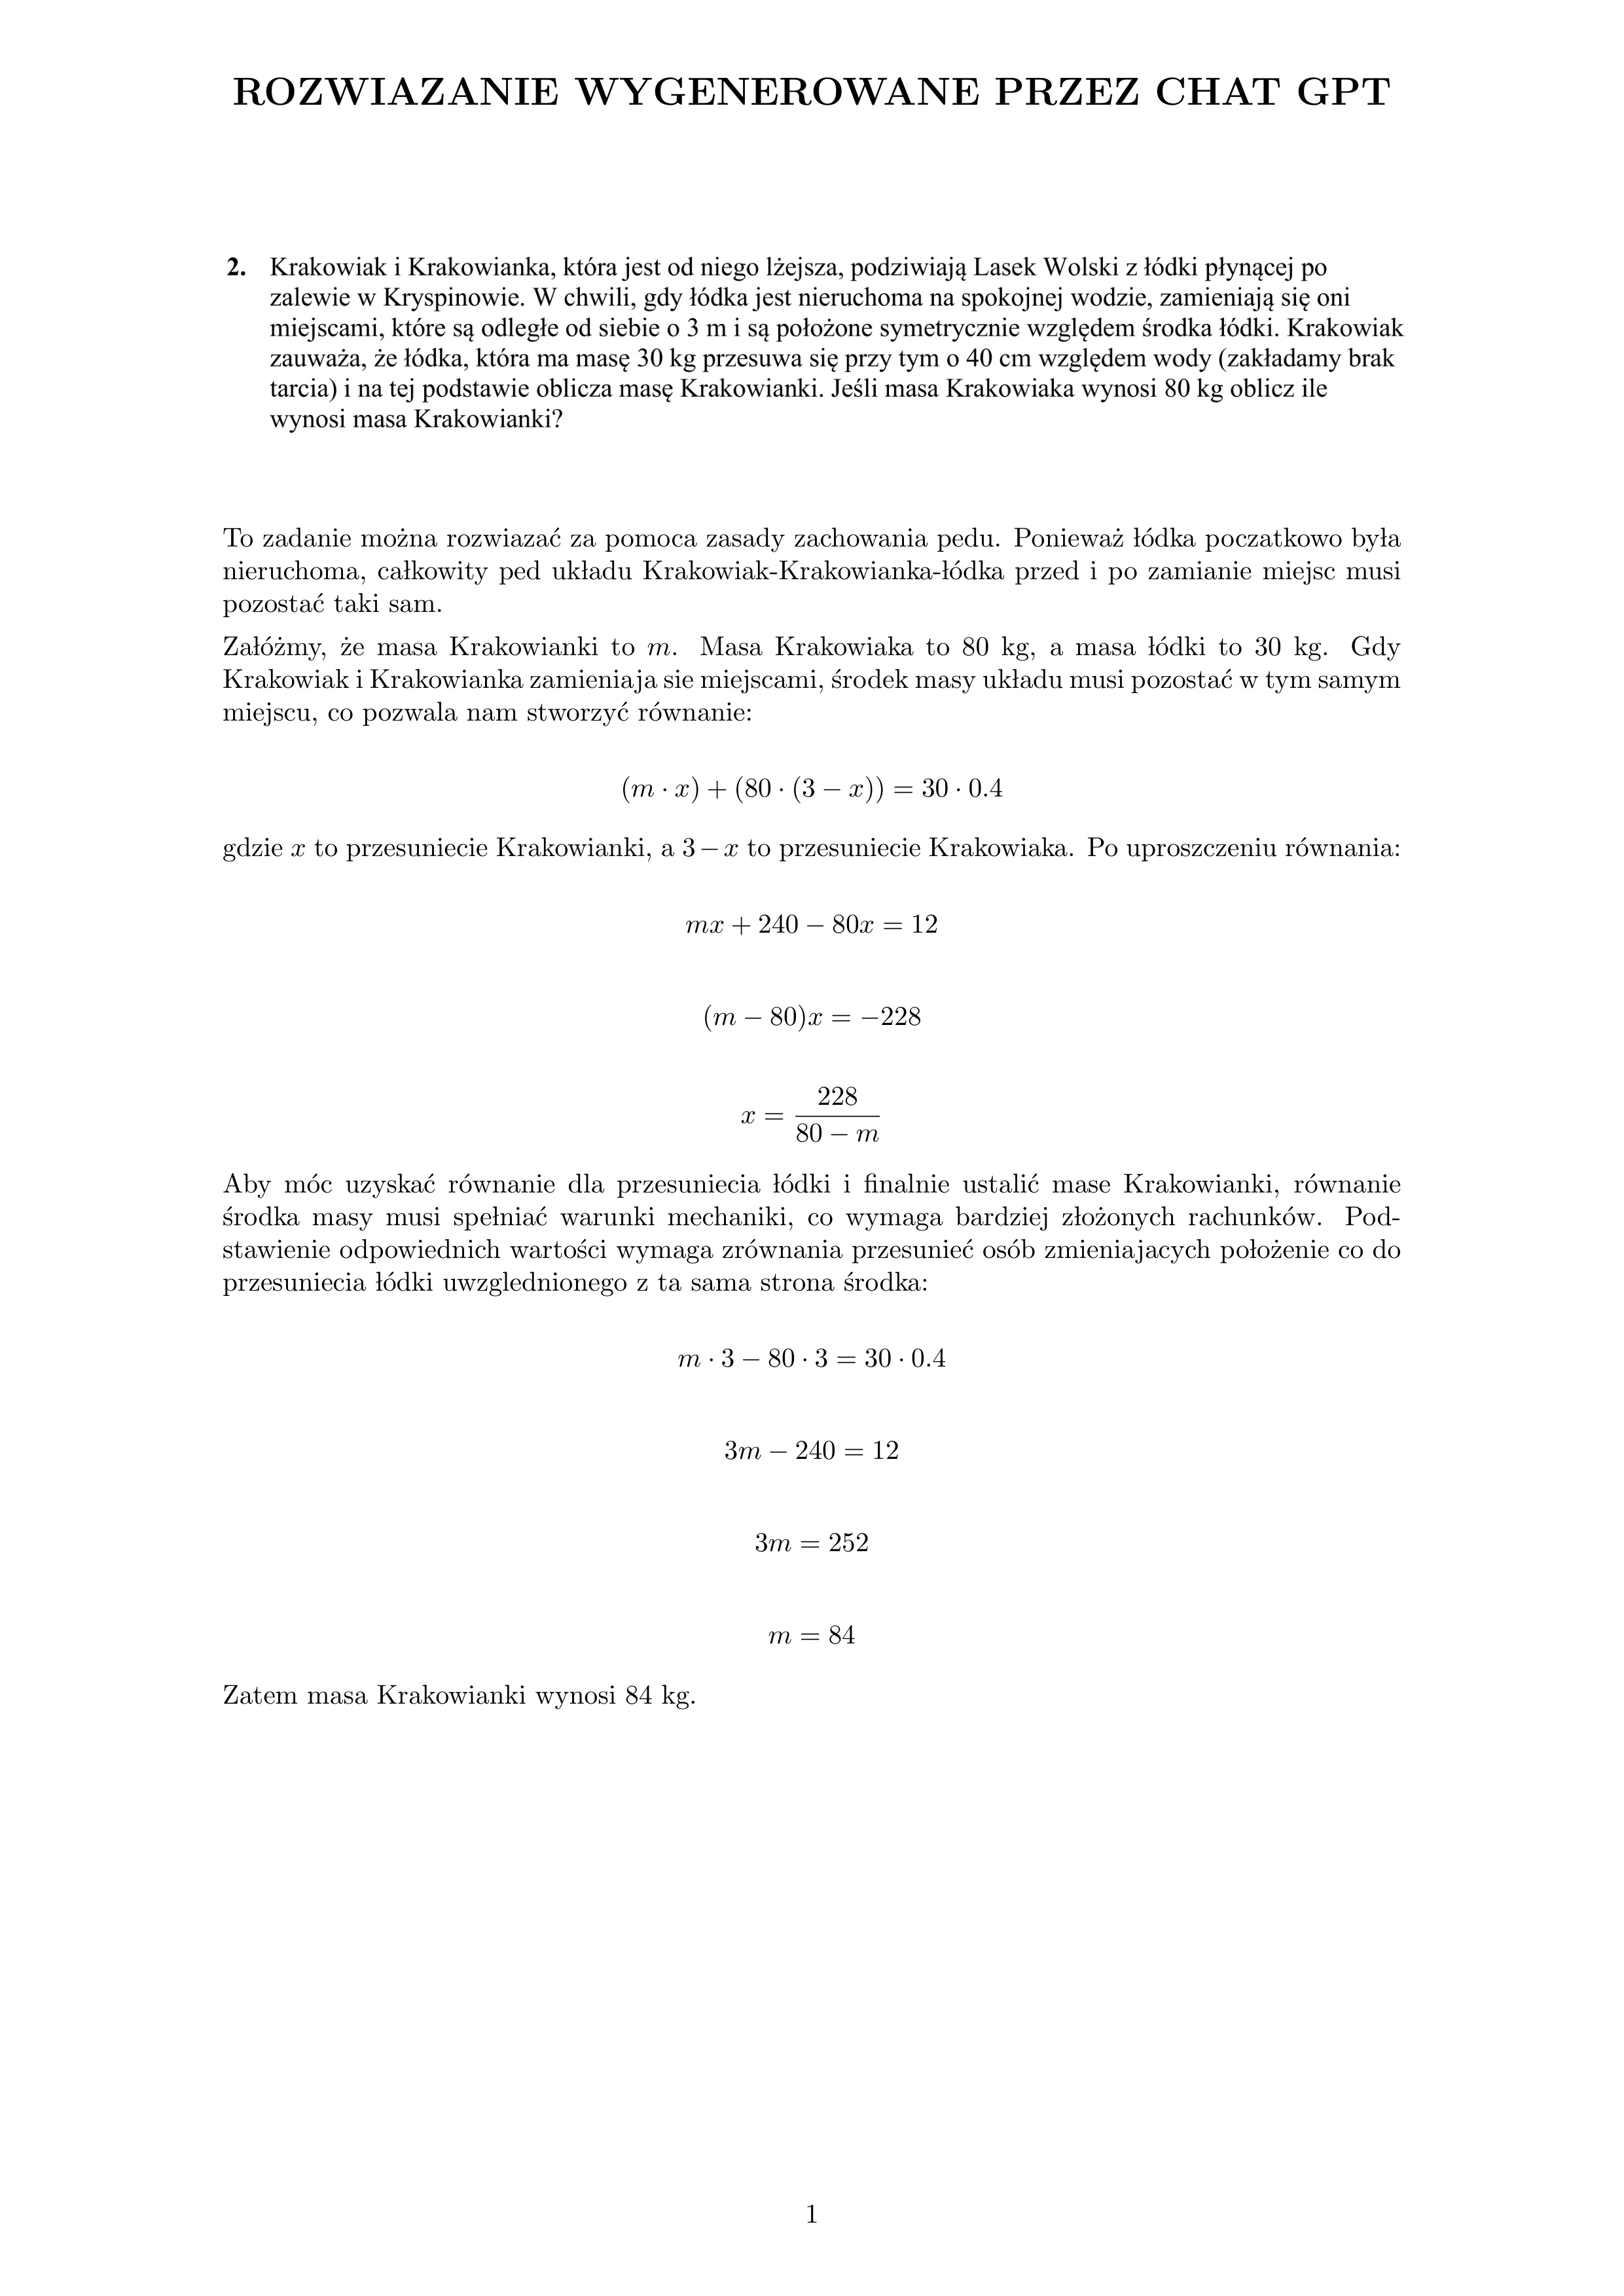 ROZWIAZANIE WYGENEROWANE PRZEZ CHAT GPT
2. Krakowiak i Krakowianka, która jest od niego lżejsza, podziwiają Lasek Wolski z łódki płynącej po
zalewie w Kryspinowie. W chwili, gdy łódka jest nieruchoma na spokojnej wodzie, zamieniają się oni
miejscami, które są odległe od siebie o 3 m i są położone symetrycznie względem środka łódki. Krakowiak
zauważa, że łódka, która ma masę 30 kg przesuwa się przy tym o 40 cm względem wody (zakładamy brak
tarcia) i na tej podstawie oblicza masę Krakowianki. Jeśli masa Krakowiaka wynosi 80 kg oblicz ile
wynosi masa Krakowianki?
To zadanie można rozwiazać za pomoca zasady zachowania pedu. Ponieważ łódka poczatkowo była
nieruchoma, całkowity ped układu Krakowiak-Krakowianka-łódka przed i po zamianie miejsc musi
pozostać taki sam.
Załóżmy, że masa Krakowianki to m. Masa Krakowiaka to 80 kg, a masa łódki to 30 kg. Gdy
Krakowiak i Krakowianka zamieniaja sie miejscami, środek masy układu musi pozostać w tym samym
miejscu, co pozwala nam stworzyć równanie:
(m · x) + (80 · (3 − x)) = 30 · 0.4
gdzie x to przesuniecie Krakowianki, a 3 − x to przesuniecie Krakowiaka. Po uproszczeniu równania:
mx + 240 − 80x = 12
(m − 80)x = −228
x = 228 / (80 − m)
Aby móc uzyskać równanie dla przesuniecia łódki i finalnie ustalić mase Krakowianki, równanie
środka masy musi spełniać warunki mechaniki, co wymaga bardziej złożonych rachunków. Pod-
stawienie odpowiednich wartości wymaga zrównania przesunieć osób zmieniajacych położenie co do
przesuniecia łódki uwzglednionego z ta sama strona środka:
m · 3 − 80 · 3 = 30 · 0.4
3m − 240 = 12
3m = 252
m = 84
Zatem masa Krakowianki wynosi 84 kg.
1